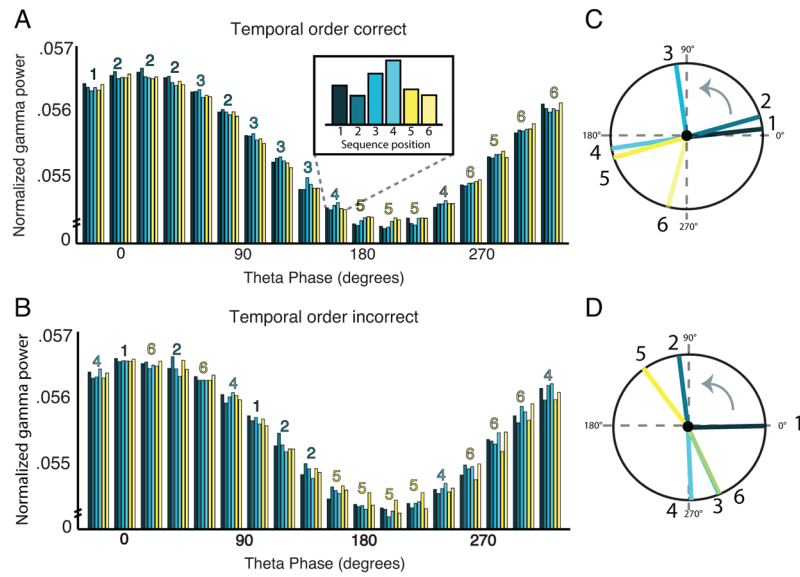 A
Temporal order correct
Normalized gamma power
.057
.056
.055
0
1 2 2 2 3 2 3 3 3 4 5 5 5 4 6 5 6 6
1 2 3 4 5 6
Sequence position
0 90 180 270
Theta Phase (degrees)
C
90°
3
2
1
0°
180°
4
5
6
270°
B
Temporal order incorrect
Normalized gamma power
.057
.056
.055
0
4 1 6 2 6 4 1 2 2 5 5 5 5 4 6 6 6 4
0 90 180 270
Theta Phase (degrees)
D
90°
2
5
180°
0°
1
4
270°
3
6